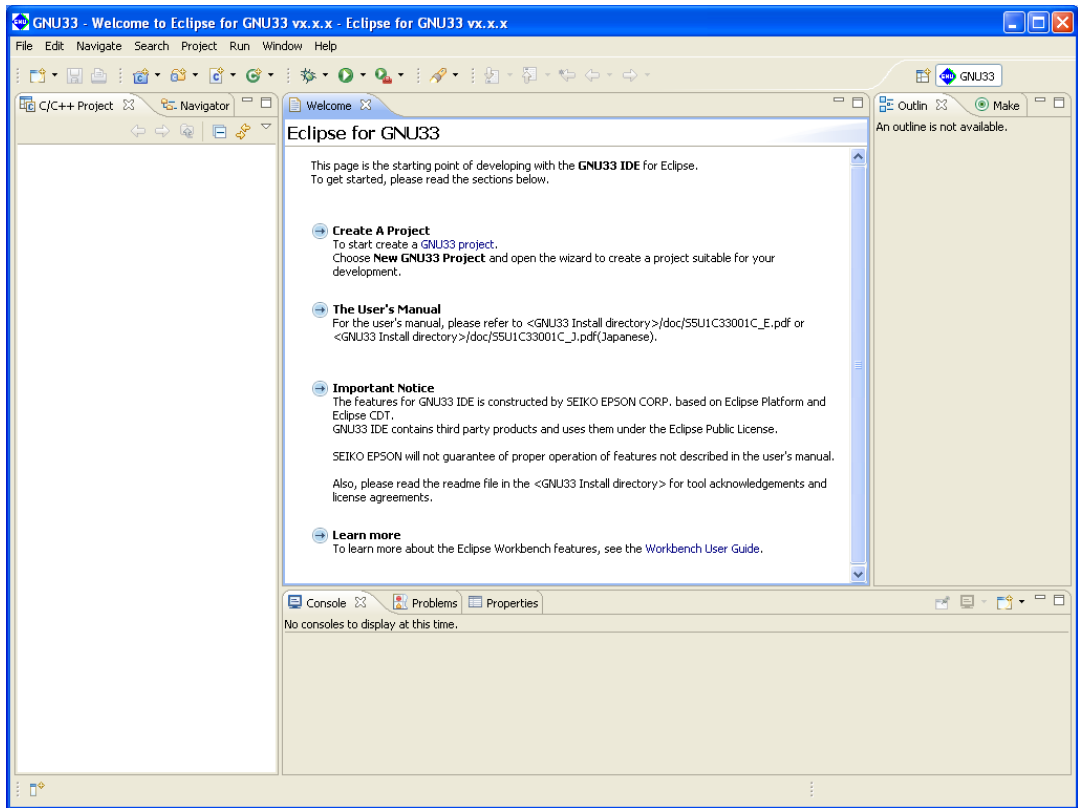 GNU33 - Welcome to Eclipse for GNU33 vx.x.x - Eclipse for GNU33 vx.x.x
File Edit Navigate Search Project Run Window Help
GNU33
C/C++ Project Navigator
Welcome
Outlin Make
Eclipse for GNU33
An outline is not available.
This page is the starting point of developing with the GNU33 IDE for Eclipse.
To get started, please read the sections below.
Create A Project
To start create a GNU33 project.
Choose New GNU33 Project and open the wizard to create a project suitable for your
development.
The User's Manual
For the user's manual, please refer to <GNU33 Install directory>/doc/S5U1C33001C_E.pdf or
<GNU33 Install directory>/doc/S5U1C33001C_J.pdf(Japanese).
Important Notice
The features for GNU33 IDE is constructed by SEIKO EPSON CORP. based on Eclipse Platform and
Eclipse CDT.
GNU33 IDE contains third party products and uses them under the Eclipse Public License.
SEIKO EPSON will not guarantee of proper operation of features not described in the user's manual.
Also, please read the readme file in the <GNU33 Install directory> for tool acknowledgements and
license agreements.
Learn more
To learn more about the Eclipse Workbench features, see the Workbench User Guide.
Console Problems Properties
No consoles to display at this time.